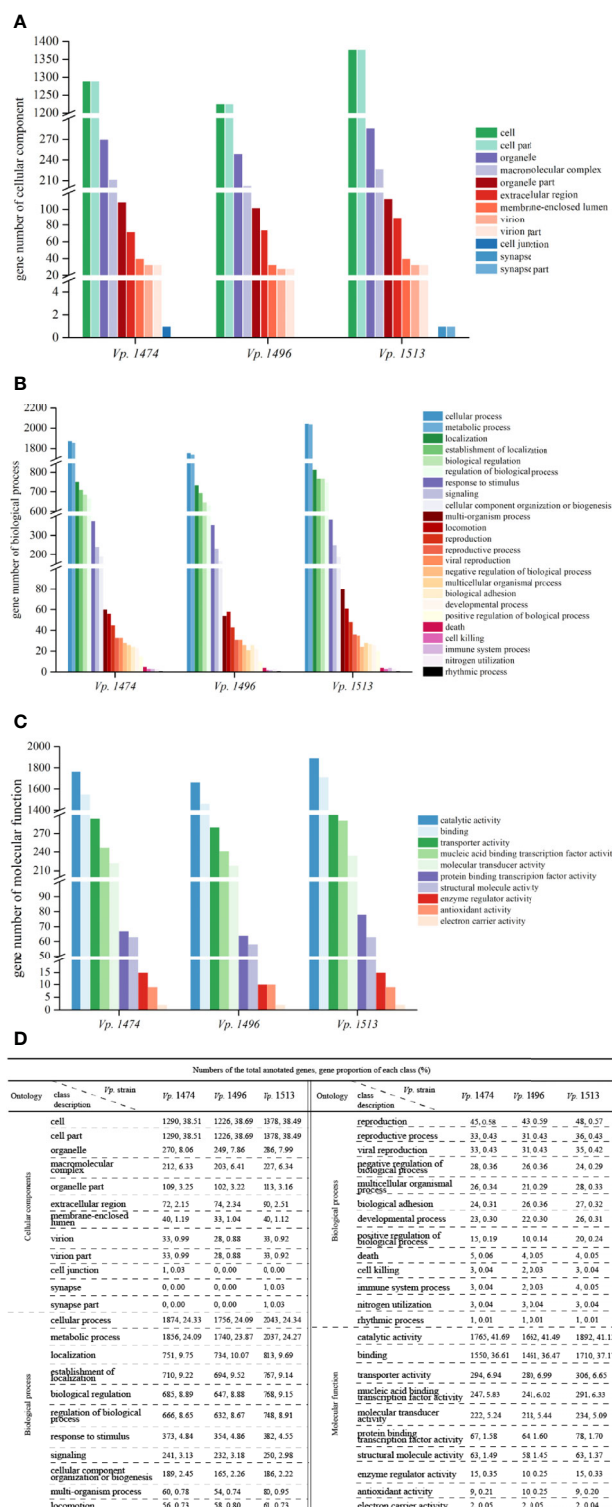 A
gene number of cellular component
1400
1300
1200
270
240
210
100
80
60
40
20
4
2
0
Vp. 1474
Vp. 1496
Vp. 1513
cell
cell part
organele
macronolecular complex
organele part
extracelular region
membrane-enclosed lumen
virion
virion part
cell junction
synapse
synapse part
B
gene number of biological process
2200
2000
1800
800
700
600
300
200
80
60
40
20
0
Vp. 1474
Vp. 1496
Vp. 1513
cellular process
metabolic process
localization
establishment of localization
biological regulation
regulation of biological process
response to stimulus
signaling
cellular component organization or biogenesis
multi-organism process
locomotion
reproduction
reproductive process
viral reproduction
negative regulation of biological process
multicellular organismal process
biological adhesion
developmental process
positive regulation of biological process
death
cell killing
immune system process
nitrogen utilization
rhythmic process
C
gene number of molecular function
2000
1800
1600
1400
270
240
210
100
90
80
70
60
50
15
10
5
0
Vp. 1474
Vp. 1496
Vp. 1513
catalytic activity
binding
transporter activity
nucleic acid binding transcription factor activit
molecular transducer activity
protein binding transcription factor activity
structural molecule activity
enzyme regulator activity
antioxidant activity
electron carrier activity
D
Numbers of the total annotated genes, gene proportion of each class (%)
Ontology class description Vp. strain Vp. 1474 Vp. 1496 Vp. 1513
Cellular components
cell 1290, 38.51 1226, 38.69 1378, 38.49
cell part 1290, 38.51 1226, 38.69 1378, 38.49
organelle 270, 8.06 249, 7.86 286, 7.99
macromolecular complex 212, 6.33 203, 6.41 227, 6.34
organelle part 109, 3.25 102, 3.22 113, 3.16
extracellular region 72, 2.15 74, 2.34 90, 2.51
membrane-enclosed lumen 40, 1.19 33, 1.04 40, 1.12
virion 33, 0.99 28, 0.88 33, 0.92
virion part 33, 0.99 28, 0.88 33, 0.92
cell junction 1, 0.03 0, 0.00 0, 0.00
synapse 0, 0.00 0, 0.00 1, 0.03
synapse part 0, 0.00 0, 0.00 1, 0.03
Biological process
cellular process 1874, 24.33 1756, 24.09 2043, 24.34
metabolic process 1856, 24.09 1740, 23.87 2037, 24.27
localization 751, 9.75 734, 10.07 813, 9.69
establishment of localization 710, 9.22 694, 9.52 767, 9.14
biological regulation 685, 8.89 647, 8.88 768, 9.15
regulation of biological process 666, 8.65 632, 8.67 748, 8.91
response to stimulus 373, 4.84 354, 4.86 382, 4.55
signaling 241, 3.13 232, 3.18 250, 2.98
cellular component organization or biogenesis 189, 2.45 165, 2.26 186, 2.22
multi-organism process 60, 0.78 54, 0.74 80, 0.95
locomotion 56, 0.73 58, 0.80 61, 0.73
Ontology class description Vp. strain Vp. 1474 Vp. 1496 Vp. 1513
Biological process
reproduction 45, 0.58 43, 0.59 48, 0.57
reproductive process 33, 0.43 31, 0.43 36, 0.43
viral reproduction 33, 0.43 31, 0.43 35, 0.42
negative regulation of biological process 28, 0.36 26, 0.36 24, 0.29
multicellular organismal process 26, 0.34 21, 0.29 28, 0.33
biological adhesion 24, 0.31 26, 0.36 27, 0.32
developmental process 23, 0.30 22, 0.30 26, 0.31
positive regulation of biological process 15, 0.19 10, 0.14 20, 0.24
death 5, 0.06 4, 0.05 4, 0.05
cell killing 3, 0.04 2, 0.03 3, 0.04
immune system process 3, 0.04 2, 0.03 4, 0.05
nitrogen utilization 3, 0.04 3, 0.04 3, 0.04
rhythmic process 1, 0.01 1, 0.01 1, 0.01
Molecular function
catalytic activity 1765, 41.69 1662, 41.49 1892, 41.13
binding 1550, 36.61 1461, 36.47 1710, 37.17
transporter activity 294, 6.94 280, 6.99 306, 6.65
nucleic acid binding transcription factor activity 247, 5.83 241, 6.02 291, 6.33
molecular transducer activity 222, 5.24 211, 5.44 234, 5.09
protein binding transcription factor activity 67, 1.58 64, 1.60 78, 1.70
structural molecule activity 63, 1.49 58, 1.45 63, 1.37
enzyme regulator activity 15, 0.35 10, 0.25 15, 0.33
antioxidant activity 9, 0.21 10, 0.25 9, 0.20
electron carrier activity 2, 0.05 2, 0.05 2, 0.04